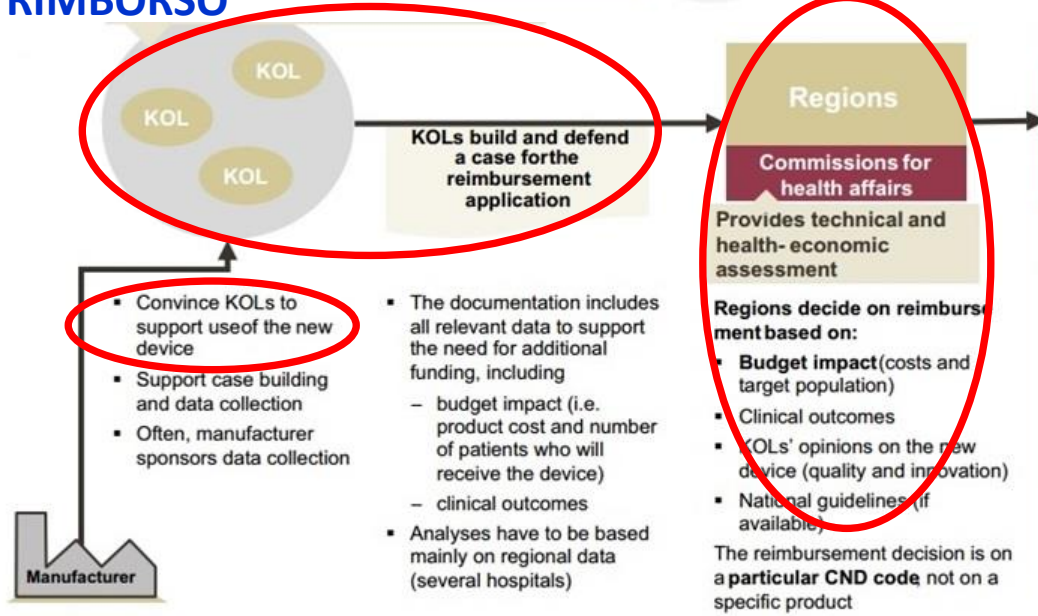 RIMBORSO
KOL
KOL
KOL
KOLs build and defend
a case forthe
reimbursement
application
Regions
Commissions for
health affairs
Provides technical and
health- economic
assessment
▪ Convince KOLs to
support useof the new
device
▪ Support case building
and data collection
▪ Often, manufacturer
sponsors data collection
Manufacturer
▪ The documentation includes
all relevant data to support
the need for additional
funding, including
– budget impact (i.e.
product cost and number
of patients who will
receive the device)
– clinical outcomes
▪ Analyses have to be based
mainly on regional data
(several hospitals)
Regions decide on reimburse
ment based on:
▪ Budget impact (costs and
target population)
▪ Clinical outcomes
▪ KOLs' opinions on the new
device (quality and innovation)
▪ National guidelines (if
available)
The reimbursement decision is on
a particular CND code, not on a
specific product